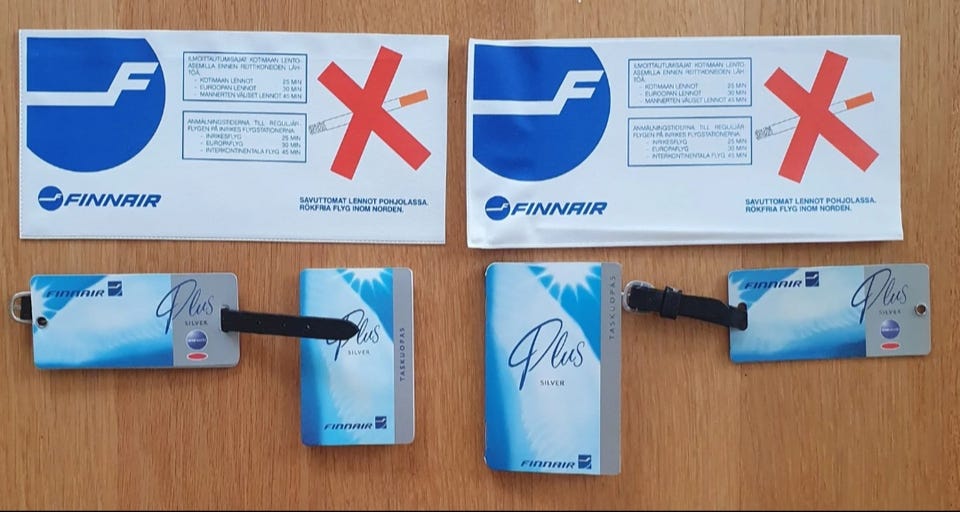 F
ILMOITTAUTUMISAJAT KOTIMAAN LENTO-
ASEMILLA ENNEN REITTIKONEIDEN LÄH-
TÖÄ.
- KOTIMAAN LENNOT 25 MIN
- EUROOPAN LENNOT 30 MIN
- MANNERTEN VÄLISET LENNOT 45 MIN
ANMÄLNINGSTIDERNA TILL REGULJÄR-
FLYGEN PÅ INRIKES FLYGSTATIONERNA.
- INRIKESFLYG 25 MIN
- EUROPAFLYG 30 MIN
- INTERKONTINENTALA FLYG 45 MIN
FINNAIR
SAVUTTOMAT LENNOT POHJOLASSA.
RÖKFRIA FLYG INOM NORDEN.
F
ILMOITTAUTUMISAJAT KOTIMAAN LENTO-
ASEMILLA ENNEN REITTIKONEIDEN LÄH-
TÖÄ.
- KOTIMAAN LENNOT 25 MIN
- EUROOPAN LENNOT 30 MIN
- MANNERTEN VÄLISET LENNOT 45 MIN
ANMÄLNINGSTIDERNA TILL REGULJÄR-
FLYGEN PÅ INRIKES FLYGSTATIONERNA.
- INRIKESFLYG 25 MIN
- EUROPAFLYG 30 MIN
- INTERKONTINENTALA FLYG 45 MIN
FINNAIR
SAVUTTOMAT LENNOT POHJOLASSA.
RÖKFRIA FLYG INOM NORDEN.
FINNAIR
Plus
SILVER
Plus
SILVER
TASKUOPAS
FINNAIR
Plus
SILVER
TASKUOPAS
FINNAIR
FINNAIR
Plus
SILVER